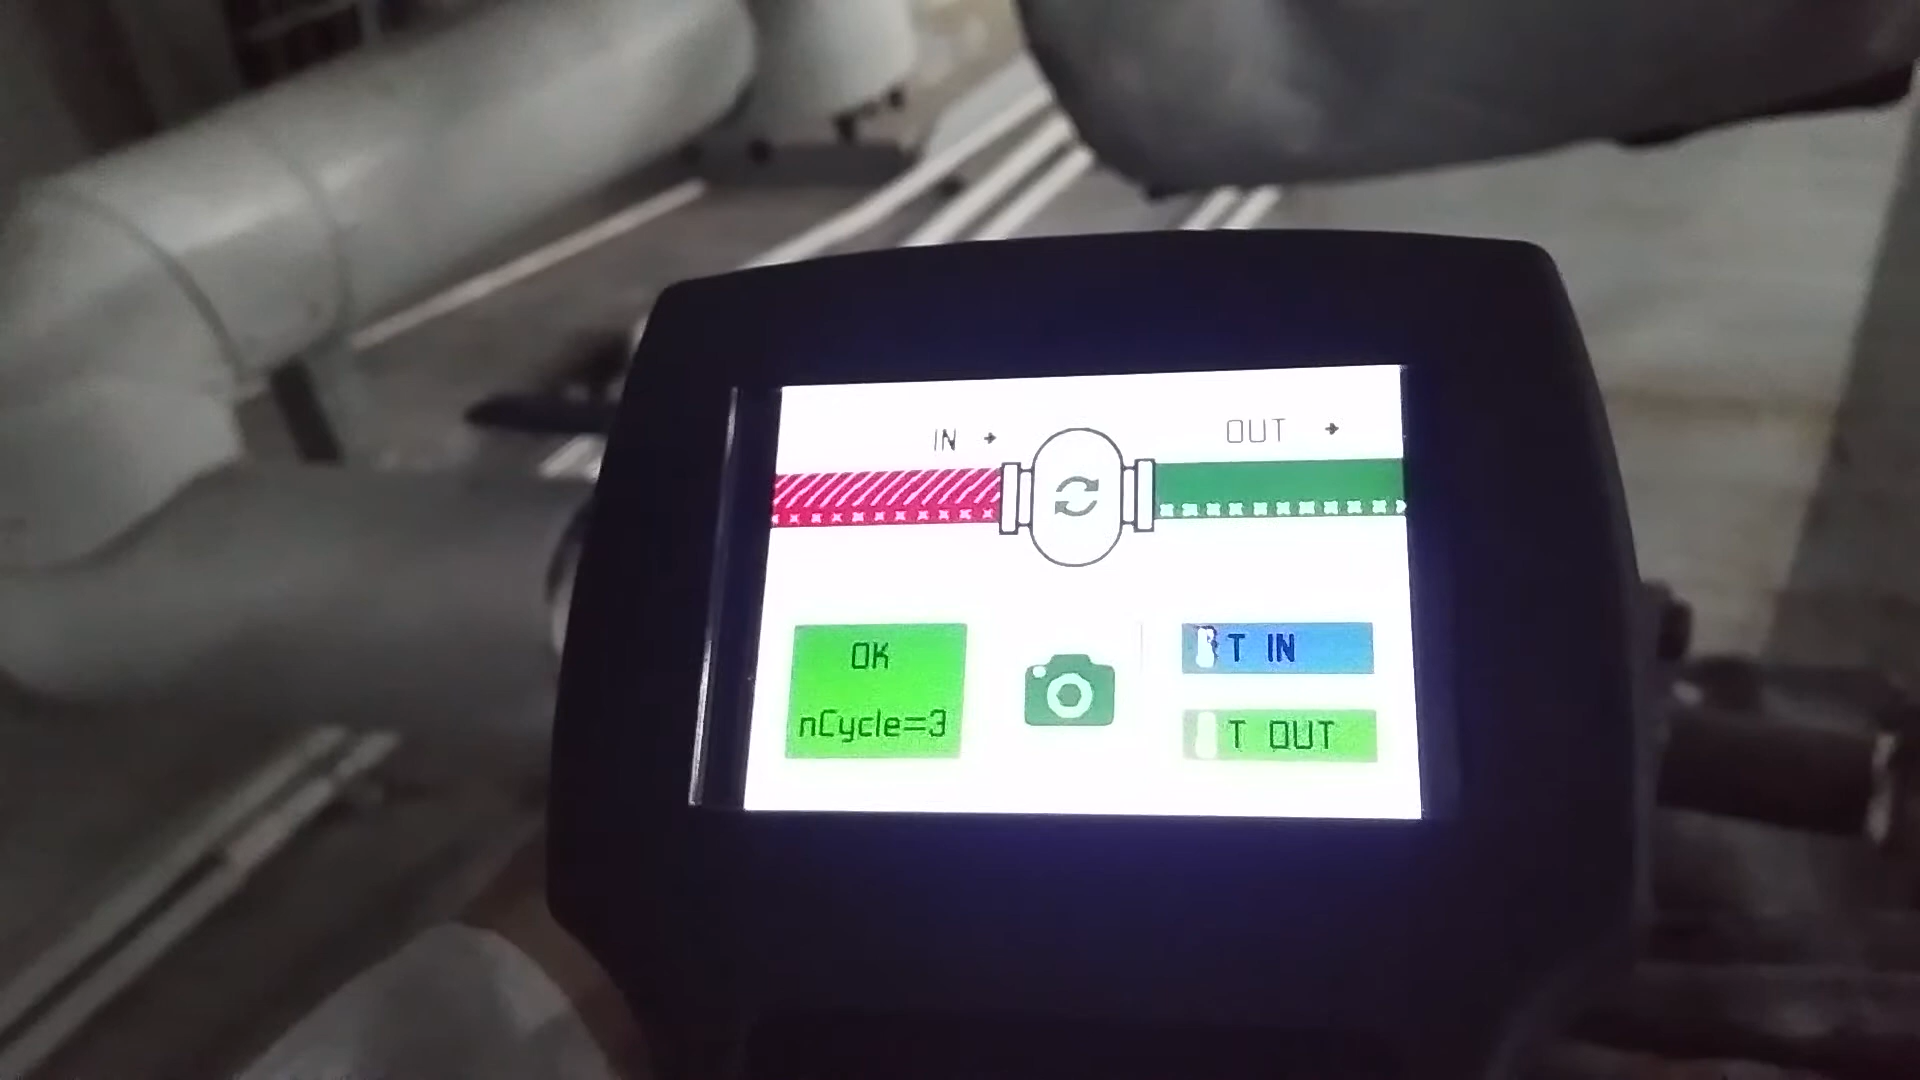 IN →
OUT →
OK
nCycle=3
T IN
T OUT